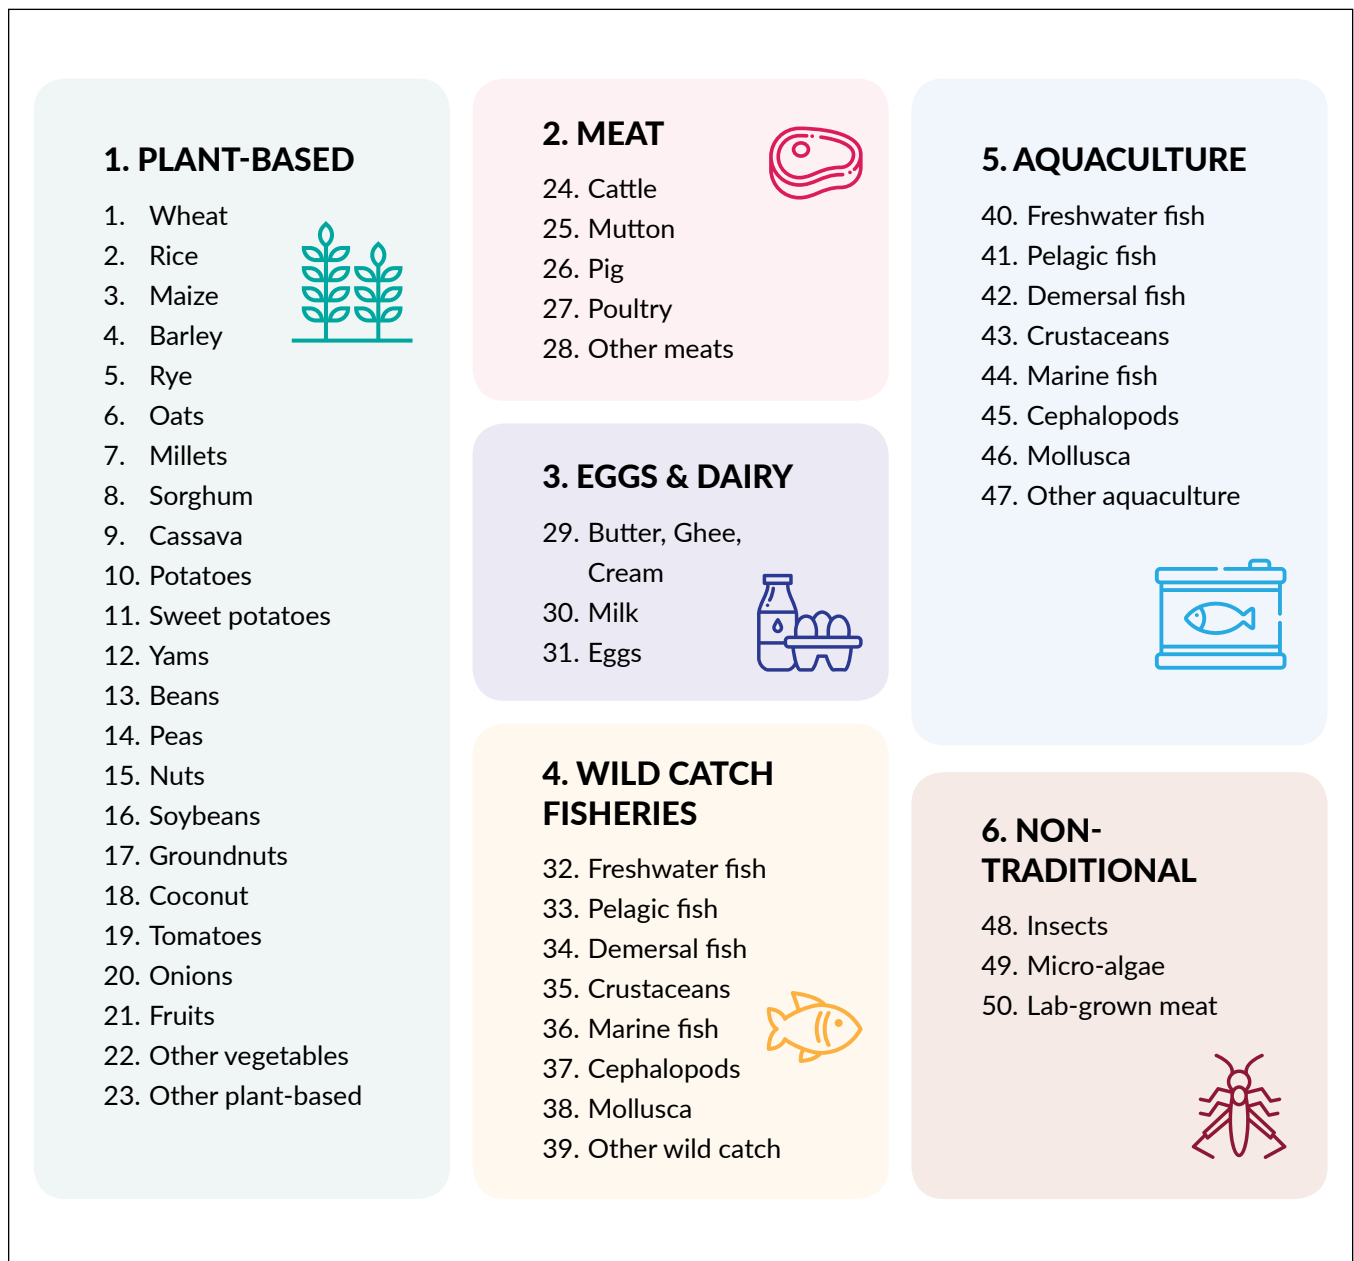 1. PLANT-BASED
1. Wheat
2. Rice
3. Maize
4. Barley
5. Rye
6. Oats
7. Millets
8. Sorghum
9. Cassava
10. Potatoes
11. Sweet potatoes
12. Yams
13. Beans
14. Peas
15. Nuts
16. Soybeans
17. Groundnuts
18. Coconut
19. Tomatoes
20. Onions
21. Fruits
22. Other vegetables
23. Other plant-based
2. MEAT
24. Cattle
25. Mutton
26. Pig
27. Poultry
28. Other meats
3. EGGS & DAIRY
29. Butter, Ghee,
Cream
30. Milk
31. Eggs
4. WILD CATCH
FISHERIES
32. Freshwater fish
33. Pelagic fish
34. Demersal fish
35. Crustaceans
36. Marine fish
37. Cephalopods
38. Mollusca
39. Other wild catch
5. AQUACULTURE
40. Freshwater fish
41. Pelagic fish
42. Demersal fish
43. Crustaceans
44. Marine fish
45. Cephalopods
46. Mollusca
47. Other aquaculture
6. NON-
TRADITIONAL
48. Insects
49. Micro-algae
50. Lab-grown meat